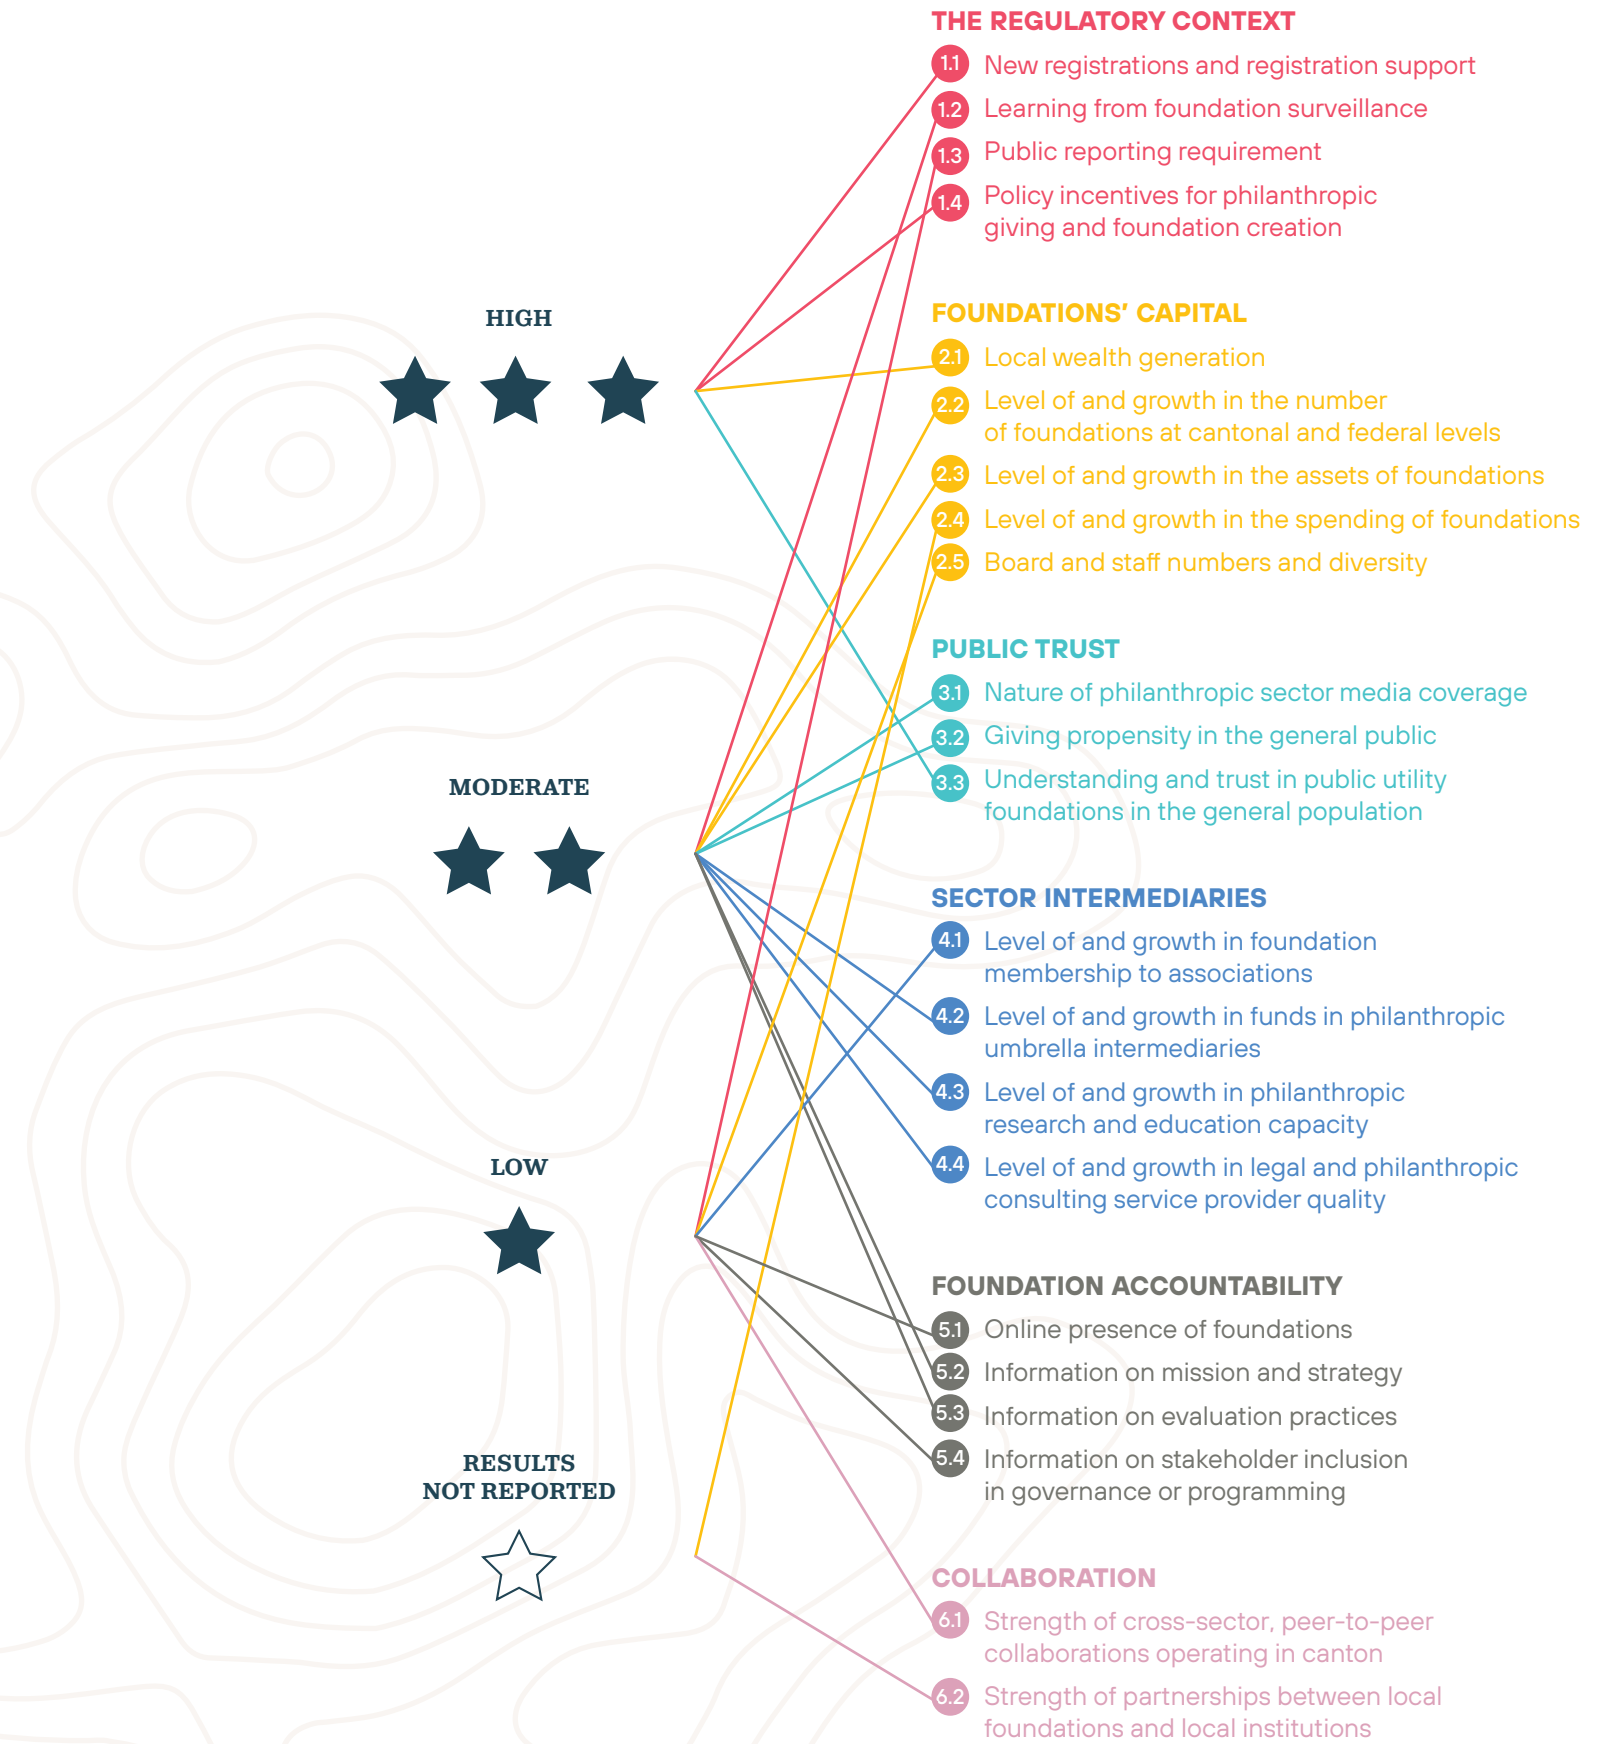 HIGH
MODERATE
LOW
RESULTS
NOT REPORTED
THE REGULATORY CONTEXT
1.1 New registrations and registration support
1.2 Learning from foundation surveillance
1.3 Public reporting requirement
1.4 Policy incentives for philanthropic
giving and foundation creation
FOUNDATIONS’ CAPITAL
2.1 Local wealth generation
2.2 Level of and growth in the number
of foundations at cantonal and federal levels
2.3 Level of and growth in the assets of foundations
2.4 Level of and growth in the spending of foundations
2.5 Board and staff numbers and diversity
PUBLIC TRUST
3.1 Nature of philanthropic sector media coverage
3.2 Giving propensity in the general public
3.3 Understanding and trust in public utility
foundations in the general population
SECTOR INTERMEDIARIES
4.1 Level of and growth in foundation
membership to associations
4.2 Level of and growth in funds in philanthropic
umbrella intermediaries
4.3 Level of and growth in philanthropic
research and education capacity
4.4 Level of and growth in legal and philanthropic
consulting service provider quality
FOUNDATION ACCOUNTABILITY
5.1 Online presence of foundations
5.2 Information on mission and strategy
5.3 Information on evaluation practices
5.4 Information on stakeholder inclusion
in governance or programming
COLLABORATION
6.1 Strength of cross-sector, peer-to-peer
collaborations operating in canton
6.2 Strength of partnerships between local
foundations and local institutions